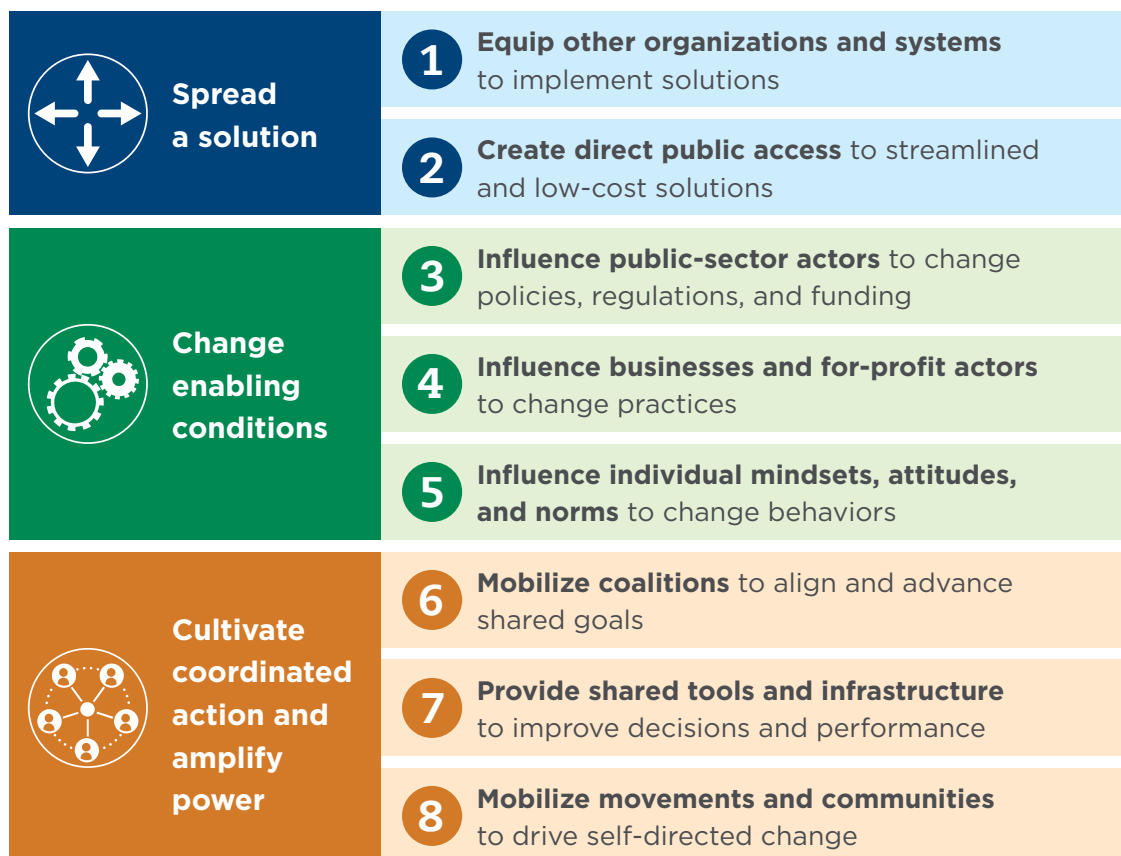 Spread
a solution
1
Equip other organizations and systems
to implement solutions
2
Create direct public access to streamlined
and low-cost solutions
Change
enabling
conditions
3
Influence public-sector actors to change
policies, regulations, and funding
4
Influence businesses and for-profit actors
to change practices
5
Influence individual mindsets, attitudes,
and norms to change behaviors
Cultivate
coordinated
action and
amplify
power
6
Mobilize coalitions to align and advance
shared goals
7
Provide shared tools and infrastructure
to improve decisions and performance
8
Mobilize movements and communities
to drive self-directed change